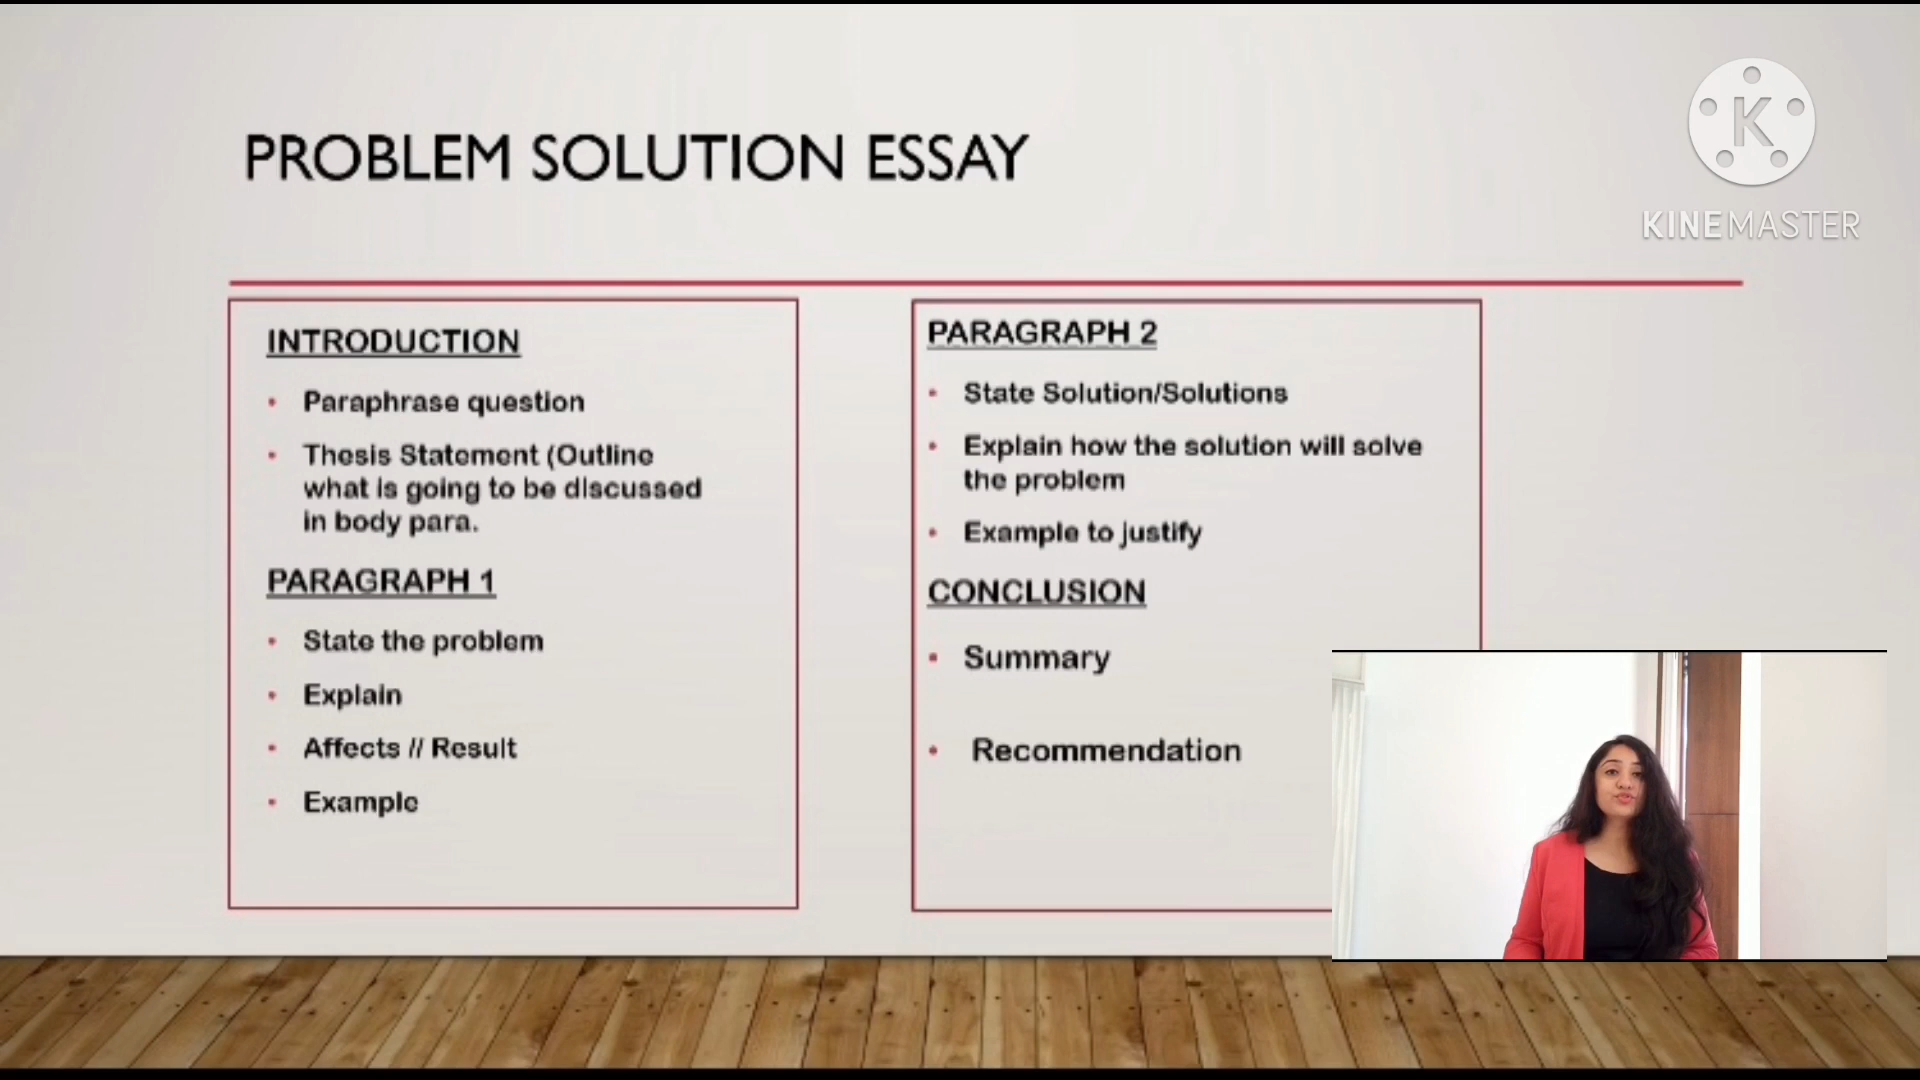 PROBLEM SOLUTION ESSAY
INTRODUCTION
• Paraphrase question
• Thesis Statement (Outline
what is going to be discussed
in body para.
PARAGRAPH 1
• State the problem
• Explain
• Affects // Result
• Example
PARAGRAPH 2
• State Solution/Solutions
• Explain how the solution will solve
the problem
• Example to justify
CONCLUSION
• Summary
• Recommendation
K
KINEMASTER